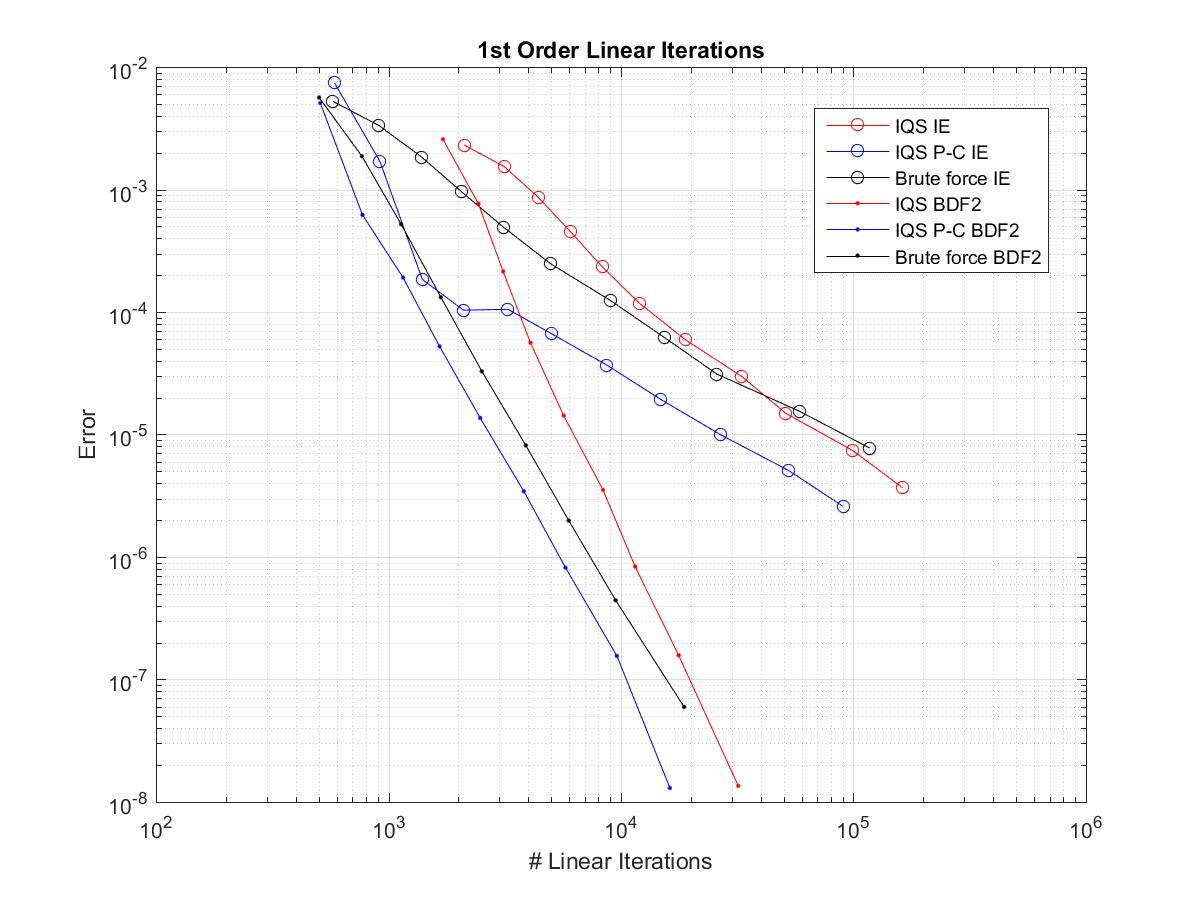 1st Order Linear Iterations
10^-2
10^-3
10^-4
10^-5
10^-6
10^-7
10^-8
Error
IQS IE
IQS P-C IE
Brute force IE
IQS BDF2
IQS P-C BDF2
Brute force BDF2
10^2
10^3
10^4
10^5
10^6
# Linear Iterations